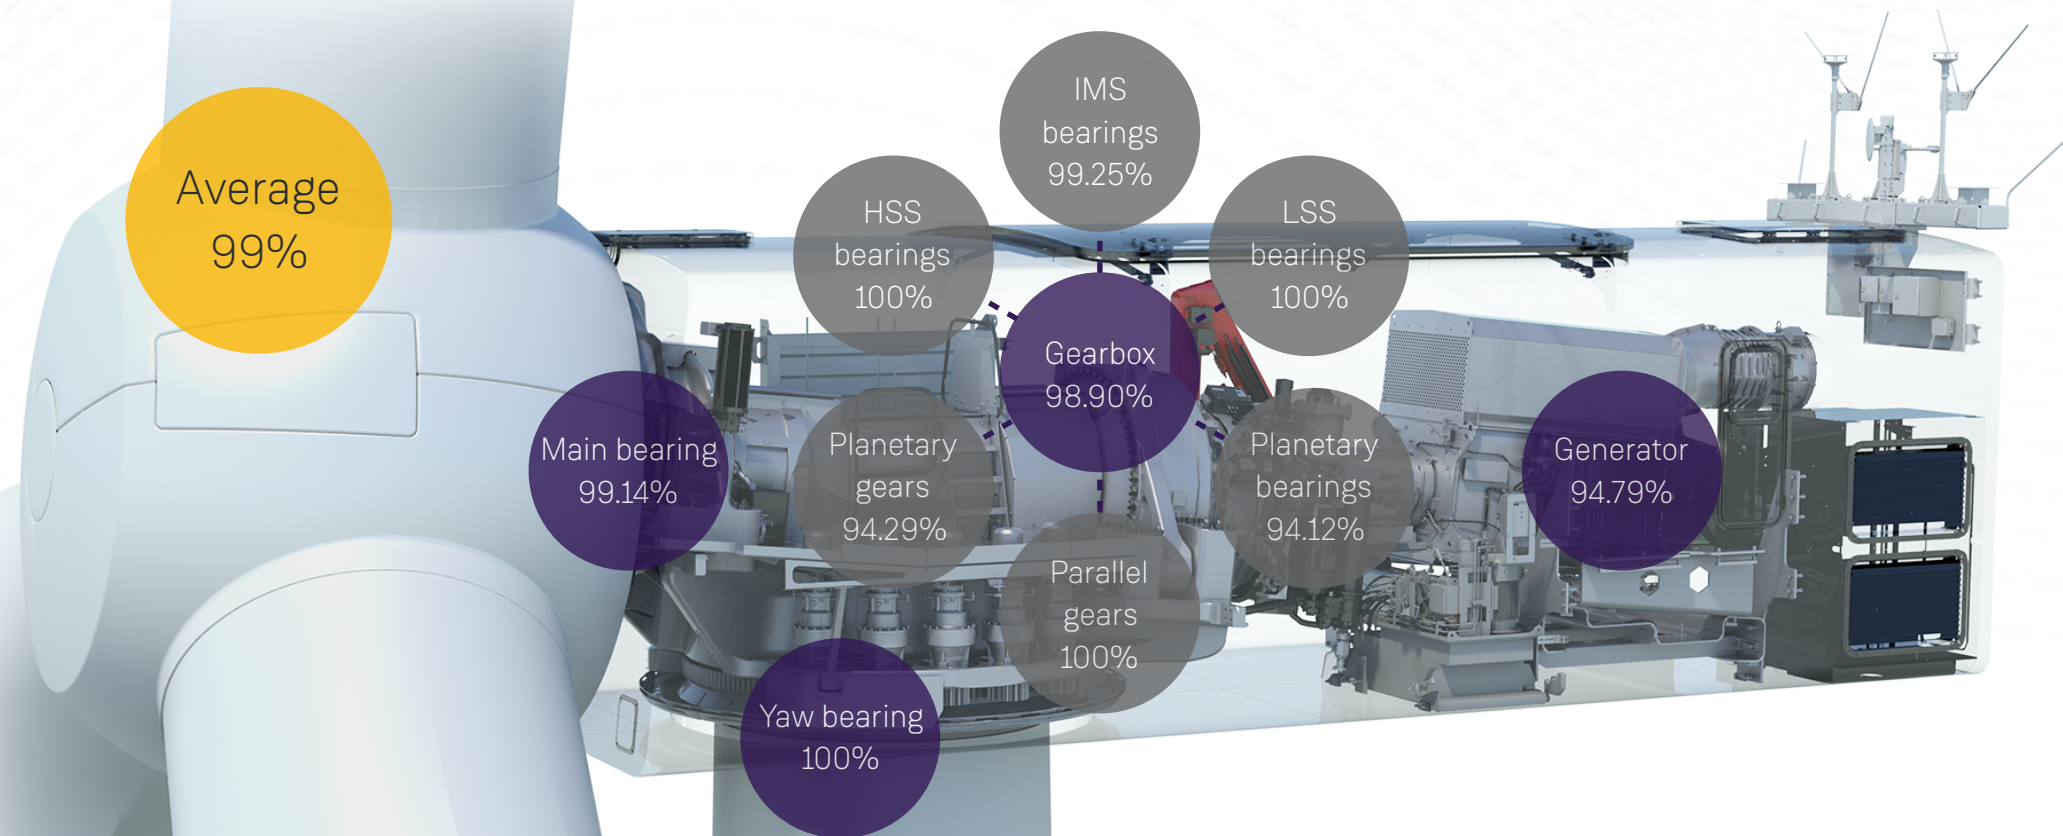 Average
99%
IMS
bearings
99.25%
HSS
bearings
100%
LSS
bearings
100%
Gearbox
98.90%
Main bearing
99.14%
Planetary
gears
94.29%
Planetary
bearings
94.12%
Generator
94.79%
Parallel
gears
100%
Yaw bearing
100%